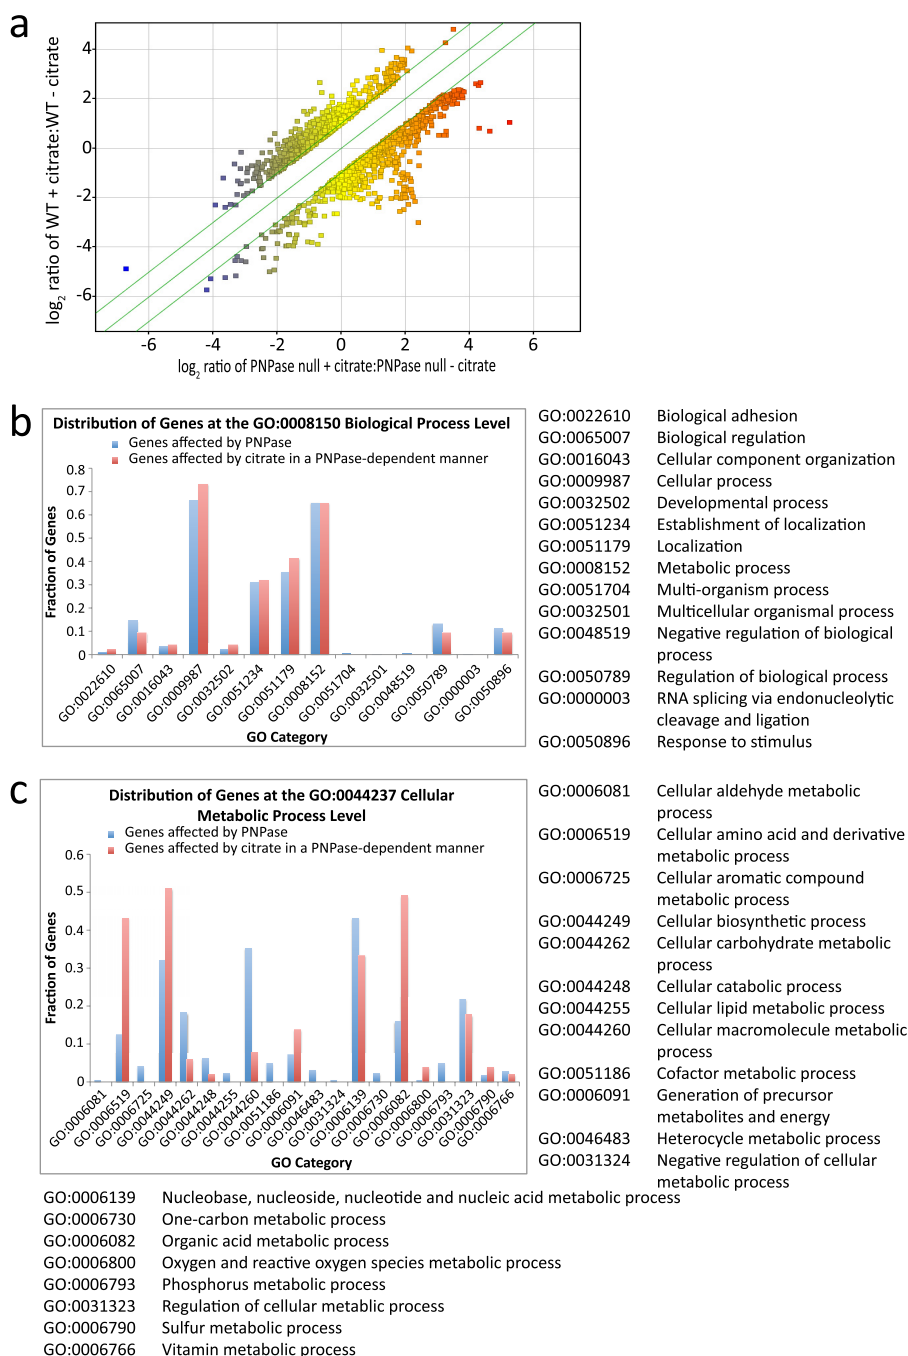 a
log2 ratio of WT + citrate:WT - citrate
4
2
0
-2
-4
-6
-6 -4 -2 0 2 4 6
log2 ratio of PNPase null + citrate:PNPase null - citrate
b
Distribution of Genes at the GO:0008150 Biological Process Level
Genes affected by PNPase
Genes affected by citrate in a PNPase-dependent manner
Fraction of Genes
0.8
0.7
0.6
0.5
0.4
0.3
0.2
0.1
0
GO:0022610
GO:0065007
GO:0016043
GO:0009987
GO:0032502
GO:0051234
GO:0051179
GO:0008152
GO:0051704
GO:0032501
GO:0048519
GO:0050789
GO:0000003
GO:0050896
GO Category
GO:0022610 Biological adhesion
GO:0065007 Biological regulation
GO:0016043 Cellular component organization
GO:0009987 Cellular process
GO:0032502 Developmental process
GO:0051234 Establishment of localization
GO:0051179 Localization
GO:0008152 Metabolic process
GO:0051704 Multi-organism process
GO:0032501 Multicellular organismal process
GO:0048519 Negative regulation of biological
process
GO:0050789 Regulation of biological process
GO:0000003 RNA splicing via endonucleolytic
cleavage and ligation
GO:0050896 Response to stimulus
c
Distribution of Genes at the GO:0044237 Cellular
Metabolic Process Level
Genes affected by PNPase
Genes affected by citrate in a PNPase-dependent manner
Fraction of Genes
0.6
0.5
0.4
0.3
0.2
0.1
0
GO:0006081
GO:0006519
GO:0006725
GO:0044249
GO:0044262
GO:0044248
GO:0044255
GO:0044260
GO:0051186
GO:0006091
GO:0046483
GO:0031324
GO:0006139
GO:0006730
GO:0006082
GO:0006800
GO:0006793
GO:0031323
GO:0006790
GO:0006766
GO Category
GO:0006081 Cellular aldehyde metabolic
process
GO:0006519 Cellular amino acid and derivative
metabolic process
GO:0006725 Cellular aromatic compound
metabolic process
GO:0044249 Cellular biosynthetic process
GO:0044262 Cellular carbohydrate metabolic
process
GO:0044248 Cellular catabolic process
GO:0044255 Cellular lipid metabolic process
GO:0044260 Cellular macromolecule metabolic
process
GO:0051186 Cofactor metabolic process
GO:0006091 Generation of precursor
metabolites and energy
GO:0046483 Heterocycle metabolic process
GO:0031324 Negative regulation of cellular
metabolic process
GO:0006139 Nucleobase, nucleoside, nucleotide and nucleic acid metabolic process
GO:0006730 One-carbon metabolic process
GO:0006082 Organic acid metabolic process
GO:0006800 Oxygen and reactive oxygen species metabolic process
GO:0006793 Phosphorus metabolic process
GO:0031323 Regulation of cellular metablic process
GO:0006790 Sulfur metabolic process
GO:0006766 Vitamin metabolic process